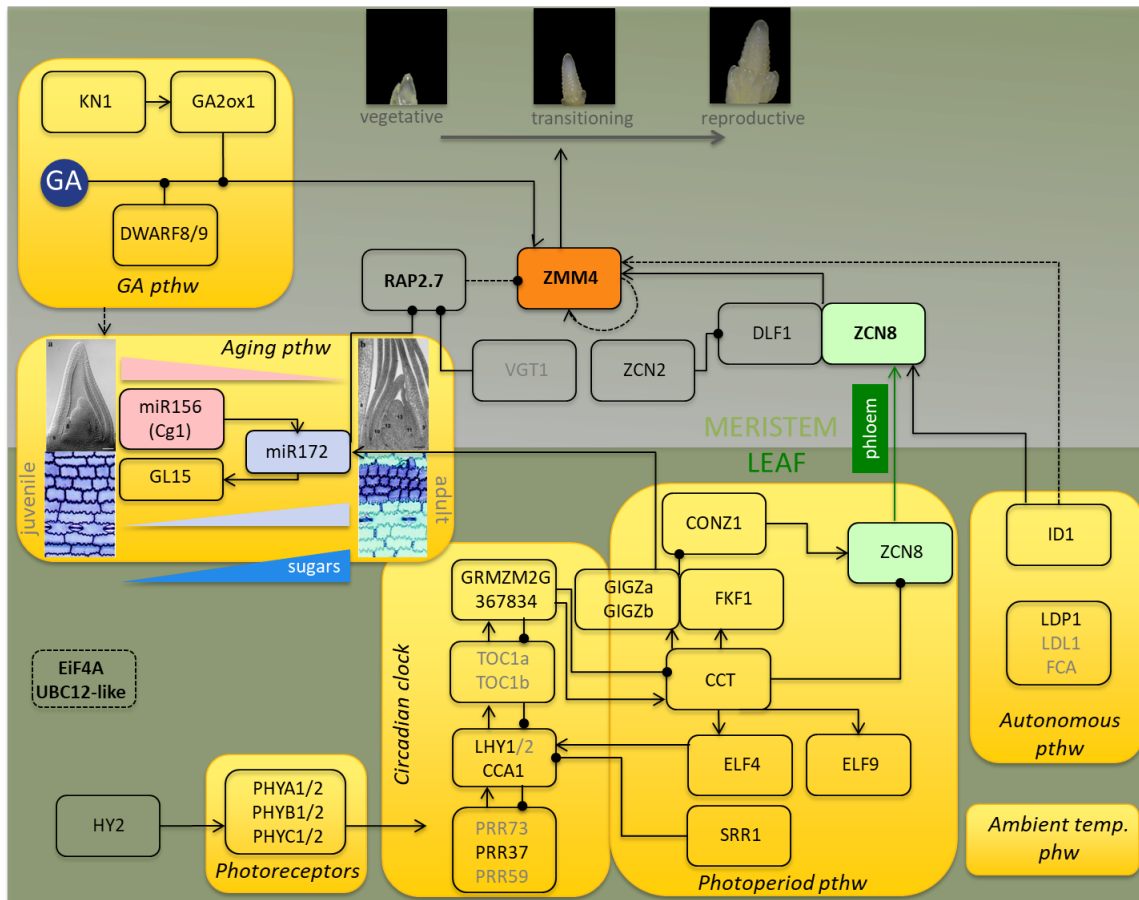 vegetative
transitioning
reproductive
KN1
GA2ox1
GA
DWARF8/9
GA pthw
RAP2.7
ZMM4
DLF1
ZCN8
VGT1
ZCN2
Aging pthw
miR156
(Cg1)
miR172
GL15
juvenile
adult
sugars
MERISTEM
LEAF
phloem
CONZ1
ZCN8
ID1
GRMZM2G
367834
GIGZa
GIGZb
FKF1
LDP1
LDL1
FCA
Autonomous
pthw
TOC1a
TOC1b
CCT
Circadian clock
EiF4A
UBC12-like
LHY1/2
CCA1
ELF4
ELF9
PHYA1/2
PHYB1/2
PHYC1/2
Photoreceptors
HY2
PRR73
PRR37
PRR59
SRR1
Photoperiod pthw
Ambient temp.
phw